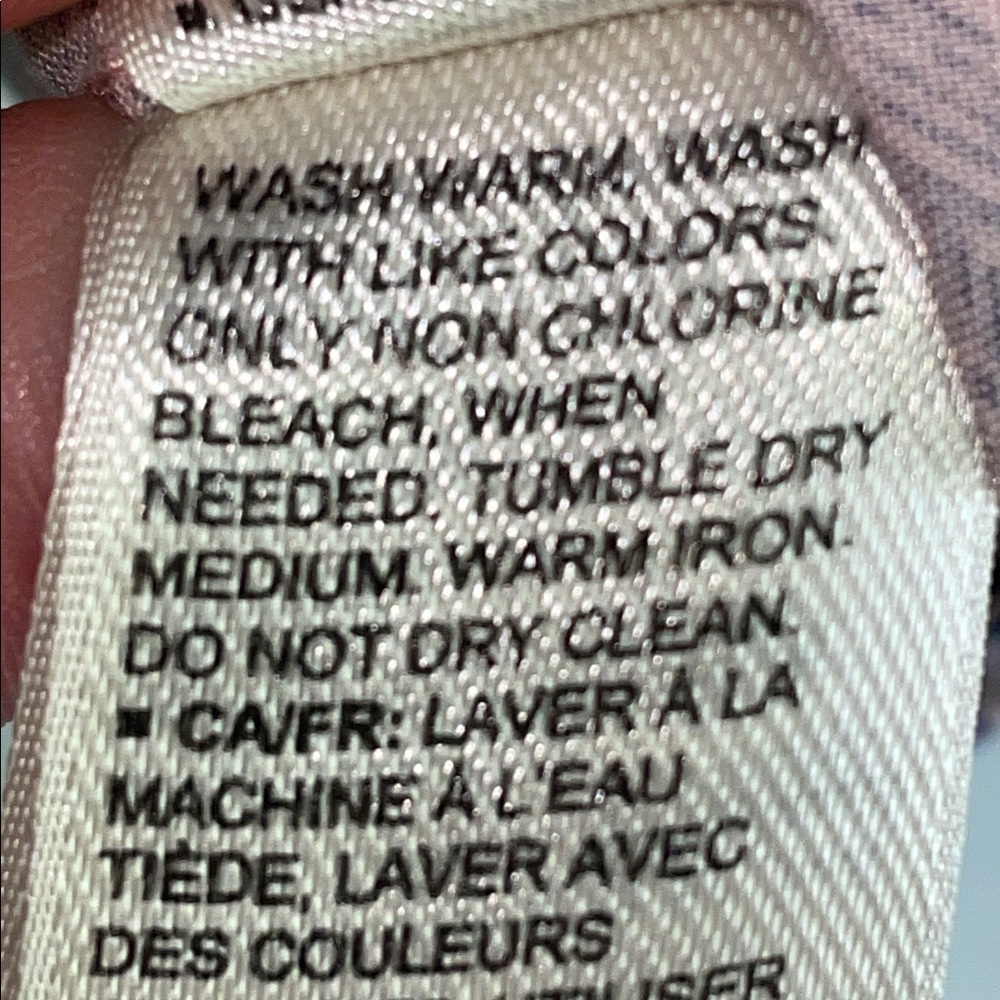 WASH WARM, WASH
WITH LIKE COLORS.
ONLY NON CHLORINE
BLEACH, WHEN
NEEDED. TUMBLE DRY
MEDIUM. WARM IRON.
DO NOT DRY CLEAN.
▪ CA/FR: LAVER À LA
MACHINE À L'EAU
TIÈDE, LAVER AVEC
DES COULEURS
UTILISER